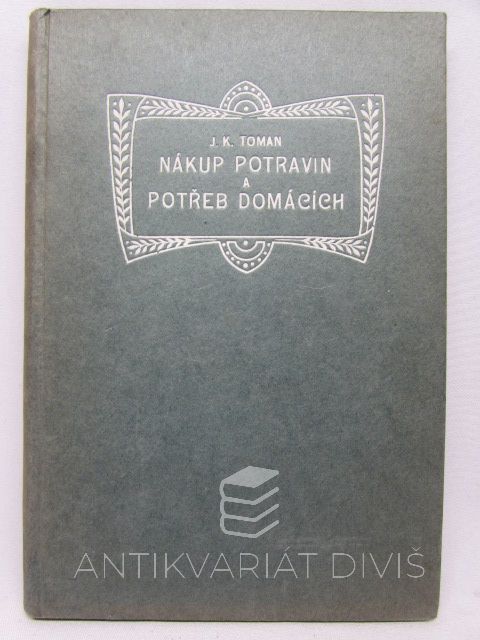 J. K. TOMAN
NÁKUP POTRAVIN
A
POTŘEB DOMÁCÍCH
ANTIKVARIÁT DIVIŠ